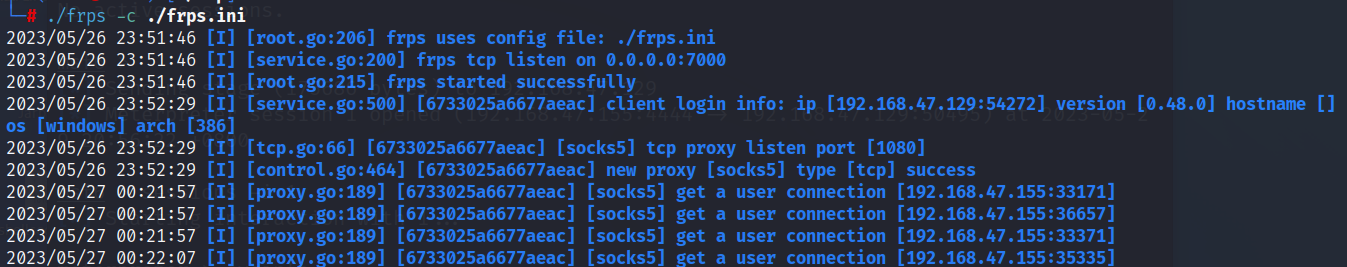 └─# ./frps -c ./frps.ini
2023/05/26 23:51:46 [I] [root.go:206] frps uses config file: ./frps.ini
2023/05/26 23:51:46 [I] [service.go:200] frps tcp listen on 0.0.0.0:7000
2023/05/26 23:51:46 [I] [root.go:215] frps started successfully
2023/05/26 23:52:29 [I] [service.go:500] [6733025a6677aeac] client login info: ip [192.168.47.129:54272] version [0.48.0] hostname []
os [windows] arch [386]
2023/05/26 23:52:29 [I] [tcp.go:66] [6733025a6677aeac] [socks5] tcp proxy listen port [1080]
2023/05/26 23:52:29 [I] [control.go:464] [6733025a6677aeac] new proxy [socks5] type [tcp] success
2023/05/27 00:21:57 [I] [proxy.go:189] [6733025a6677aeac] [socks5] get a user connection [192.168.47.155:33171]
2023/05/27 00:21:57 [I] [proxy.go:189] [6733025a6677aeac] [socks5] get a user connection [192.168.47.155:36657]
2023/05/27 00:21:57 [I] [proxy.go:189] [6733025a6677aeac] [socks5] get a user connection [192.168.47.155:33371]
2023/05/27 00:22:07 [I] [proxy.go:189] [6733025a6677aeac] [socks5] get a user connection [192.168.47.155:35335]